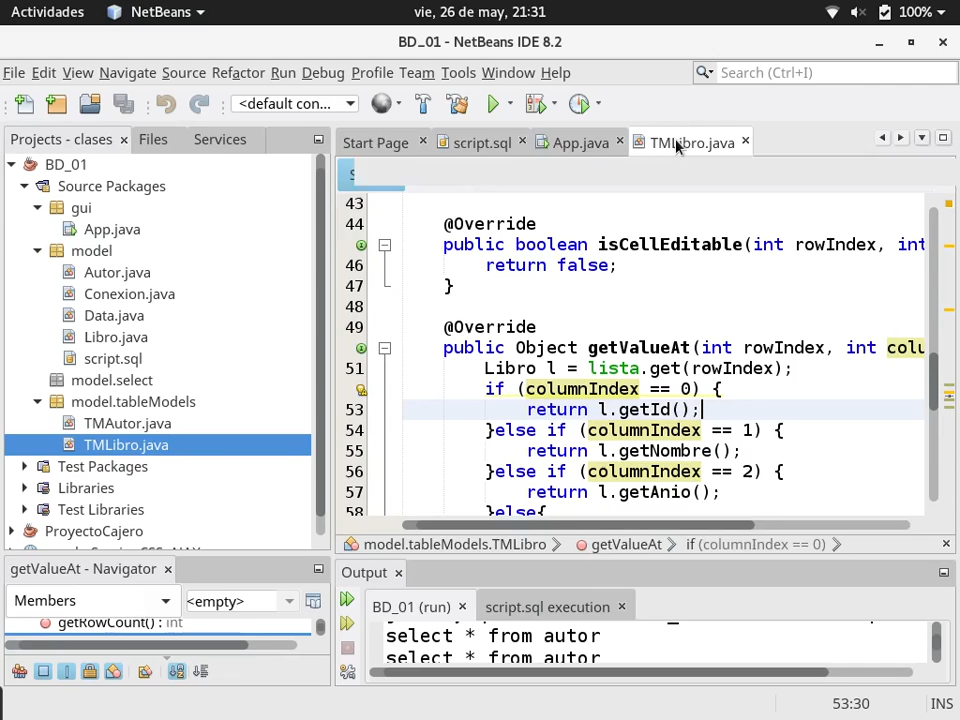 Actividades NetBeans vie, 26 de may, 21:31 100%
BD_01 - NetBeans IDE 8.2
File Edit View Navigate Source Refactor Run Debug Profile Team Tools Window Help Search (Ctrl+I)
<default con...
Projects - clases Files Services
Start Page script.sql App.java TMLibro.java
BD_01
Source Packages
gui
App.java
model
Autor.java
Conexion.java
Data.java
Libro.java
script.sql
model.select
model.tableModels
TMAutor.java
TMLibro.java
Test Packages
Libraries
Test Libraries
ProyectoCajero
43
44 @Override
public boolean isCellEditable(int rowIndex, int
46 return false;
47 }
48
49 @Override
public Object getValueAt(int rowIndex, int colu
51 Libro l = lista.get(rowIndex);
if (columnIndex == 0) {
53 return l.getId();
54 }else if (columnIndex == 1) {
55 return l.getNombre();
56 }else if (columnIndex == 2) {
57 return l.getAnio();
58 }else{
model.tableModels.TMLibro getValueAt if (columnIndex == 0)
getValueAt - Navigator
Members <empty>
getRowCount() : int
Output
BD_01 (run) script.sql execution
select * from autor
select * from autor
53:30 INS